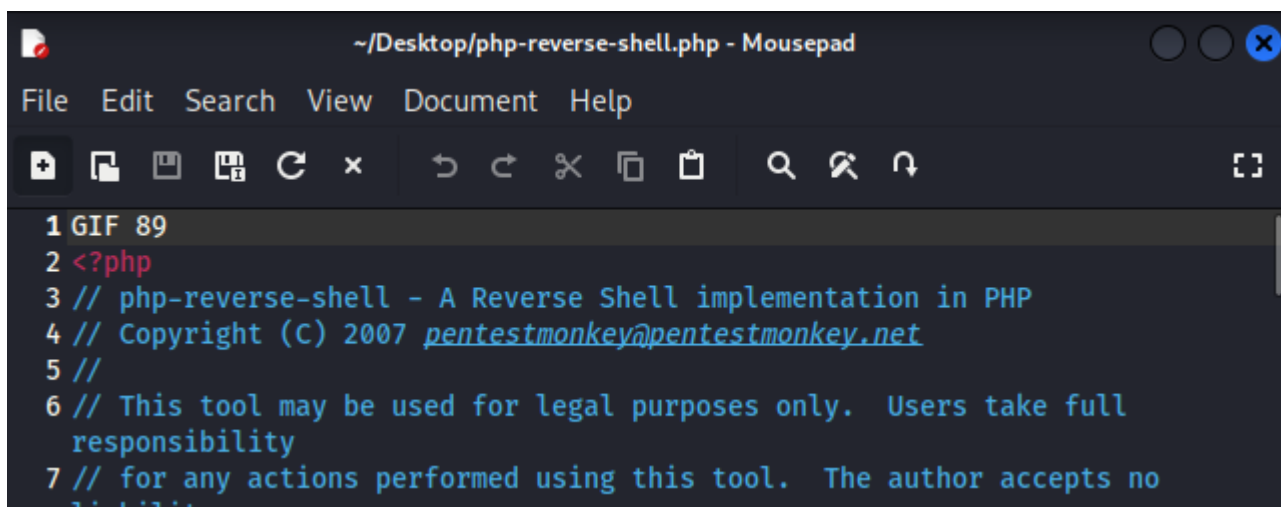 ~/Desktop/php-reverse-shell.php - Mousepad
File Edit Search View Document Help
1 GIF 89
2 <?php
3 // php-reverse-shell - A Reverse Shell implementation in PHP
4 // Copyright (C) 2007 pentestmonkey@pentestmonkey.net
5 //
6 // This tool may be used for legal purposes only.  Users take full
responsibility
7 // for any actions performed using this tool.  The author accepts no